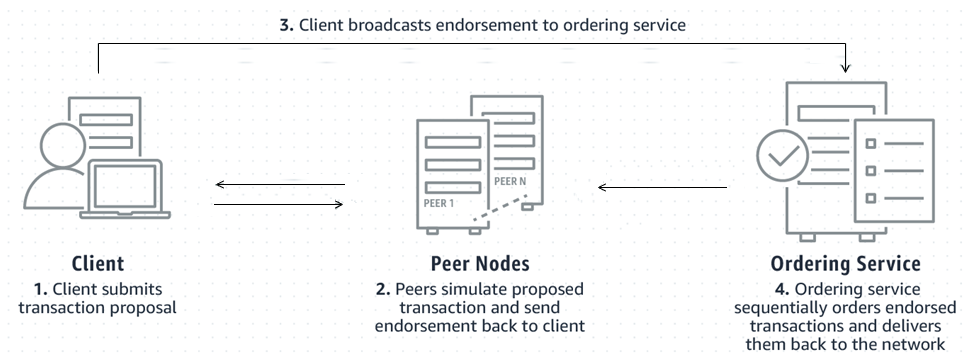 3. Client broadcasts endorsement to ordering service
PEER N
PEER 1
Client
1. Client submits
transaction proposal
Peer Nodes
2. Peers simulate proposed
transaction and send
endorsement back to client
Ordering Service
4. Ordering service
sequentially orders endorsed
transactions and delivers
them back to the network